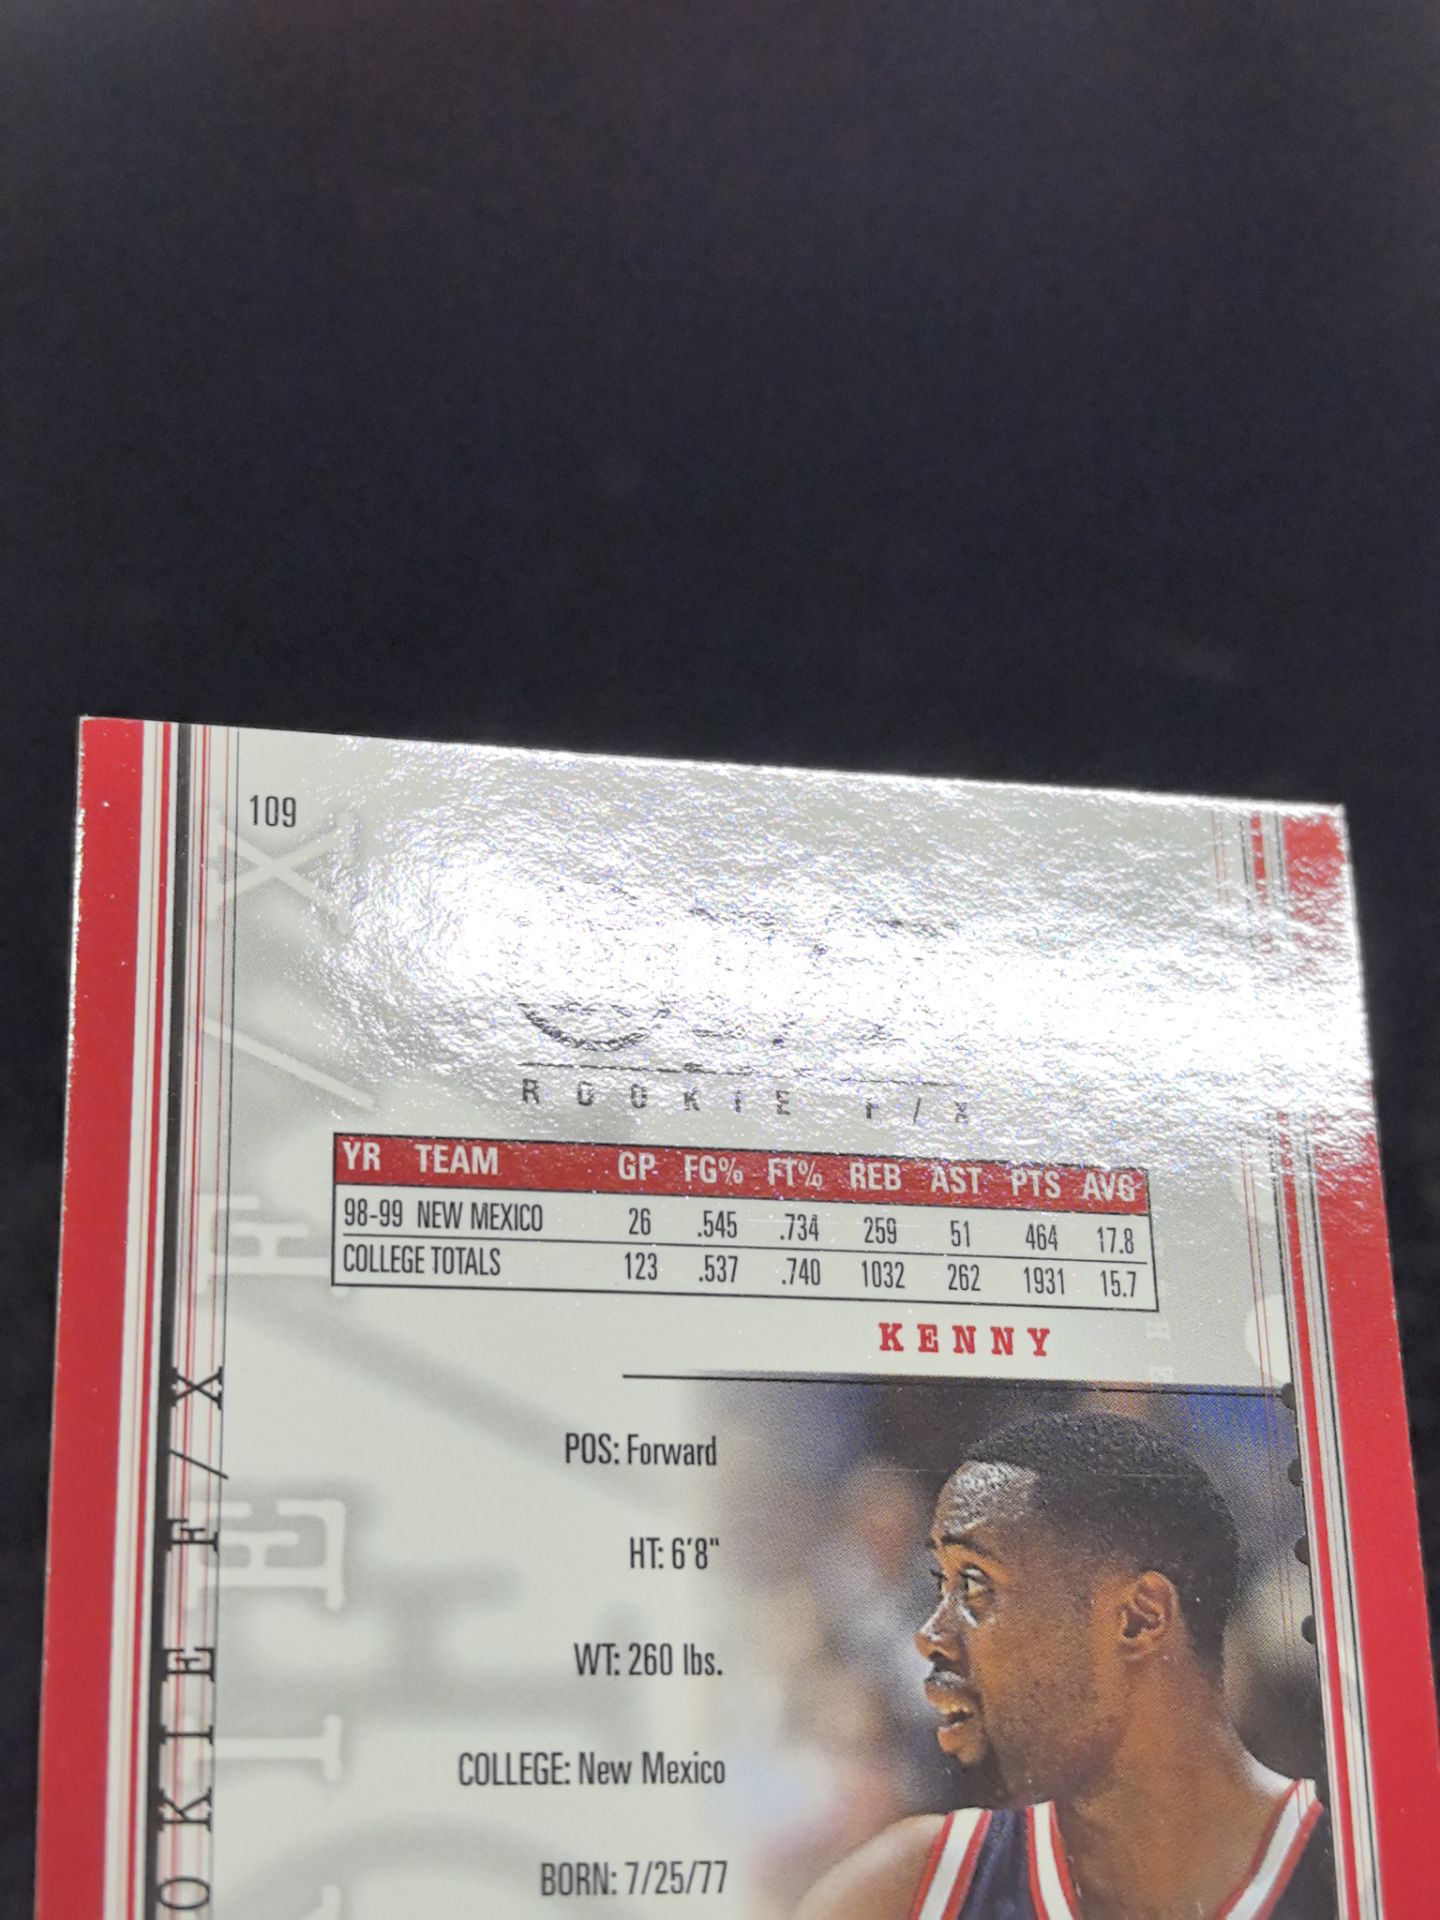 109
ROOKIE F/X
YR TEAM GP FG% FT% REB AST PTS AVG
98-99 NEW MEXICO 26 .545 .734 259 51 464 17.8
COLLEGE TOTALS 123 .537 .740 1032 262 1931 15.7
KENNY
POS: Forward
HT: 6'8"
WT: 260 lbs.
COLLEGE: New Mexico
BORN: 7/25/77
OKIE F/X